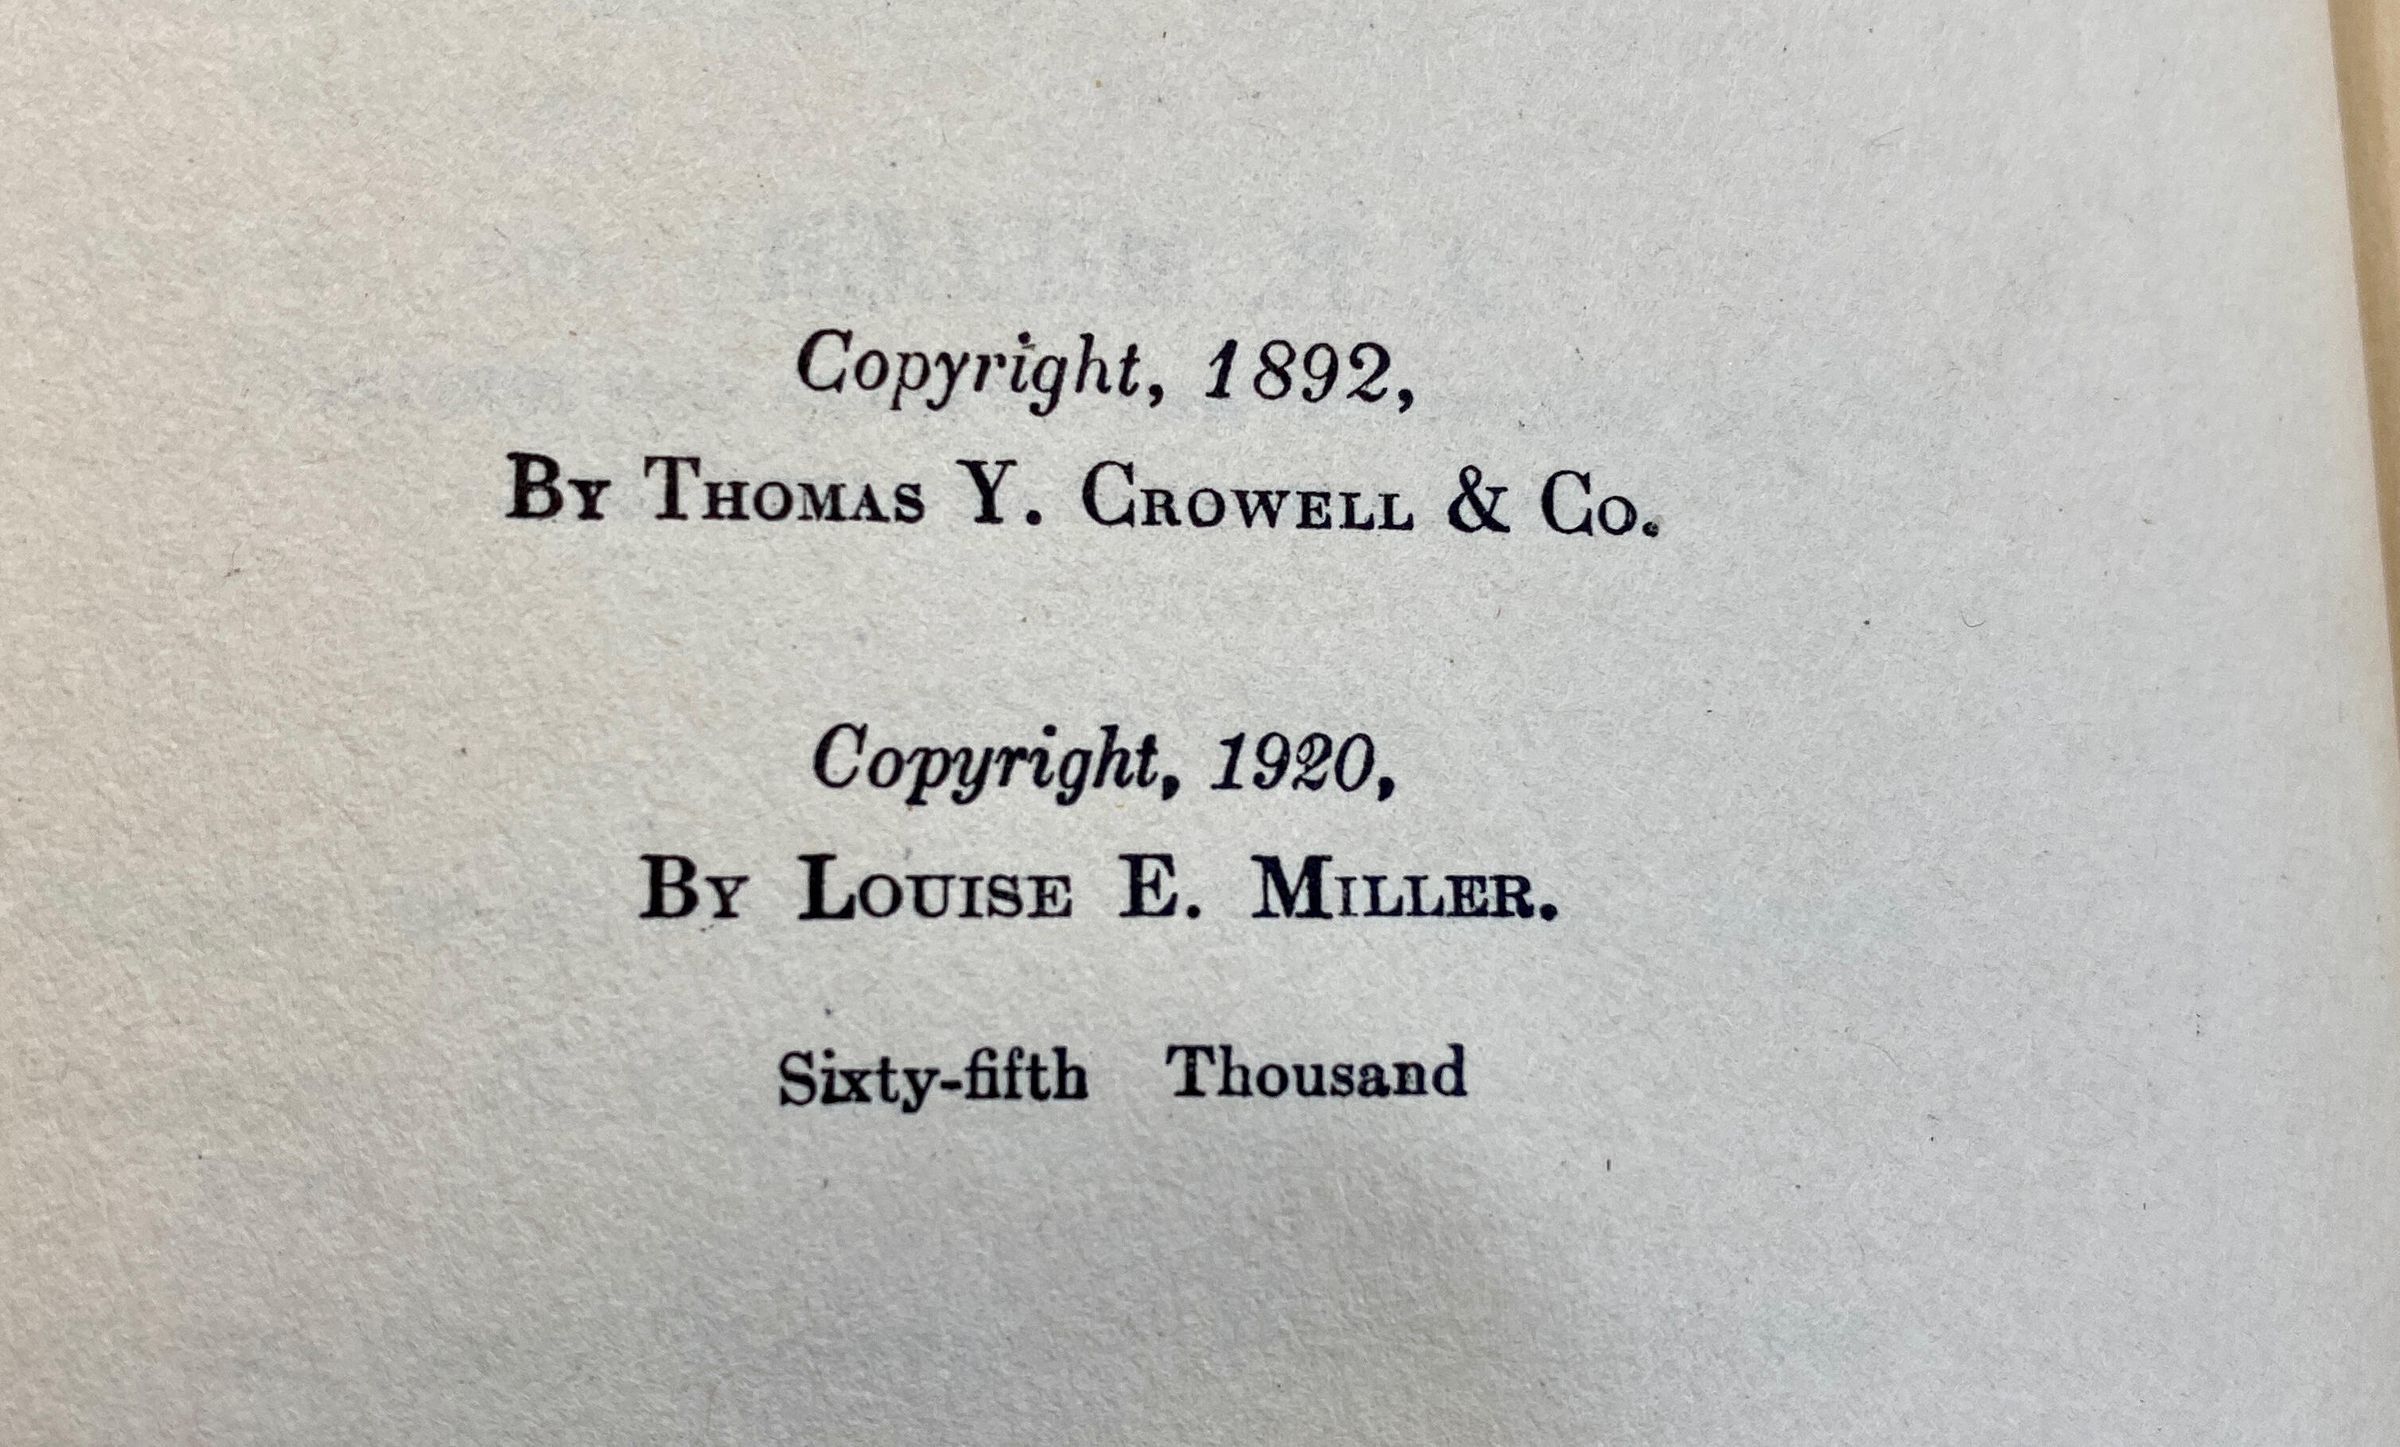 Copyright, 1892,
By Thomas Y. Crowell & Co.
Copyright, 1920,
By Louise E. Miller.
Sixty-fifth Thousand